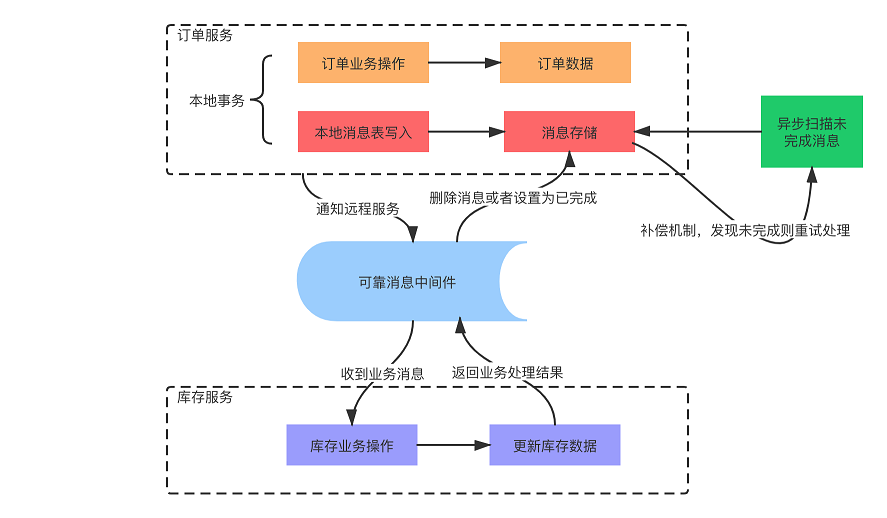 订单服务
订单业务操作
订单数据
本地事务
本地消息表写入
消息存储
异步扫描未
完成消息
通知远程服务
删除消息或者设置为已完成
补偿机制，发现未完成则重试处理
可靠消息中间件
收到业务消息
返回业务处理结果
库存服务
库存业务操作
更新库存数据